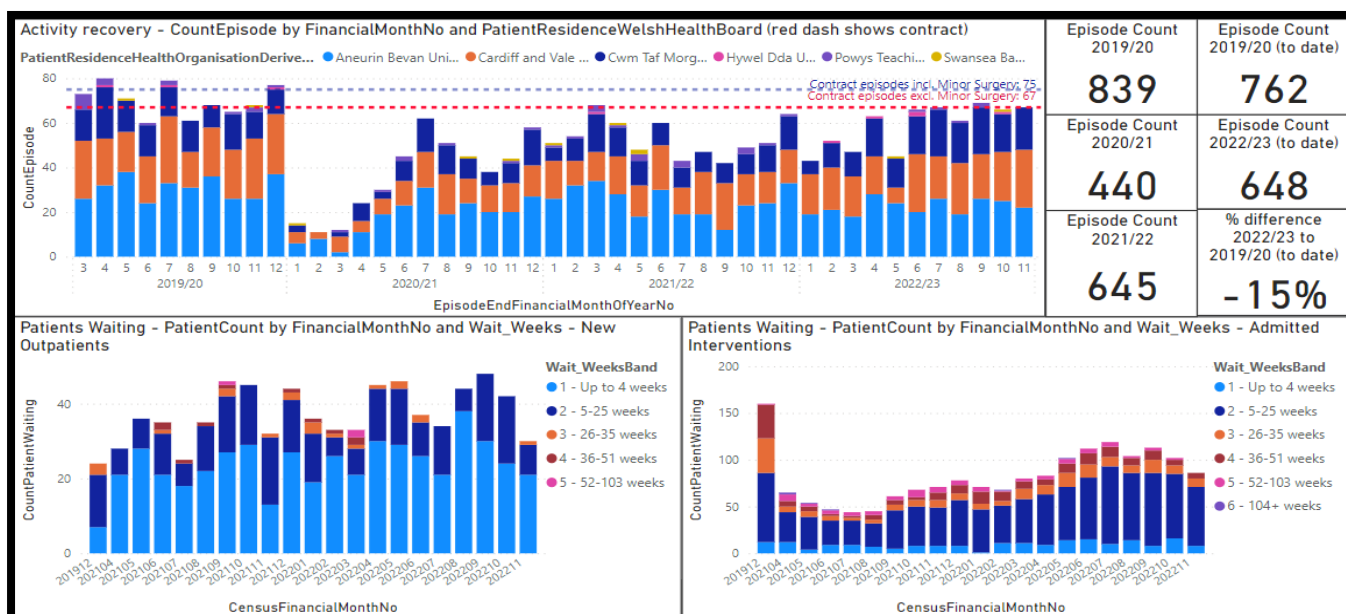 Activity recovery - CountEpisode by FinancialMonthNo and PatientResidenceWelshHealthBoard (red dash shows contract)
PatientResidenceHealthOrganisationDerive... Aneurin Bevan Uni... Cardiff and Vale ... Cwm Taf Morg... Hywel Dda U... Powys Teachi... Swansea Ba...
CountEpisode
80
60
40
20
0
Contract episodes incl. Minor Surgery: 75
Contract episodes excl. Minor Surgery: 67
3 4 5 6 7 8 9 10 11 12 1 2 3 4 5 6 7 8 9 10 11 12 1 2 3 4 5 6 7 8 9 10 11 12 1 2 3 4 5 6 7 8 9 10 11
2019/20 2020/21 2021/22 2022/23
EpisodeEndFinancialMonthOfYearNo
Episode Count
2019/20
839
Episode Count
2019/20 (to date)
762
Episode Count
2020/21
440
Episode Count
2022/23 (to date)
648
Episode Count
2021/22
645
% difference
2022/23 to
2019/20 (to date)
-15%
Patients Waiting - PatientCount by FinancialMonthNo and Wait_Weeks - New
Outpatients
CountPatientWaiting
40
20
0
Wait_WeeksBand
1 - Up to 4 weeks
2 - 5-25 weeks
3 - 26-35 weeks
4 - 36-51 weeks
5 - 52-103 weeks
201912 202104 202105 202106 202107 202108 202109 202110 202111 202112 202201 202202 202203 202204 202205 202206 202207 202208 202209 202210 202211
CensusFinancialMonthNo
Patients Waiting - PatientCount by FinancialMonthNo and Wait_Weeks - Admitted
Interventions
CountPatientWaiting
200
150
100
50
0
Wait_WeeksBand
1 - Up to 4 weeks
2 - 5-25 weeks
3 - 26-35 weeks
4 - 36-51 weeks
5 - 52-103 weeks
6 - 104+ weeks
201912 202104 202105 202106 202107 202108 202109 202110 202111 202112 202201 202202 202203 202204 202205 202206 202207 202208 202209 202210 202211
CensusFinancialMonthNo